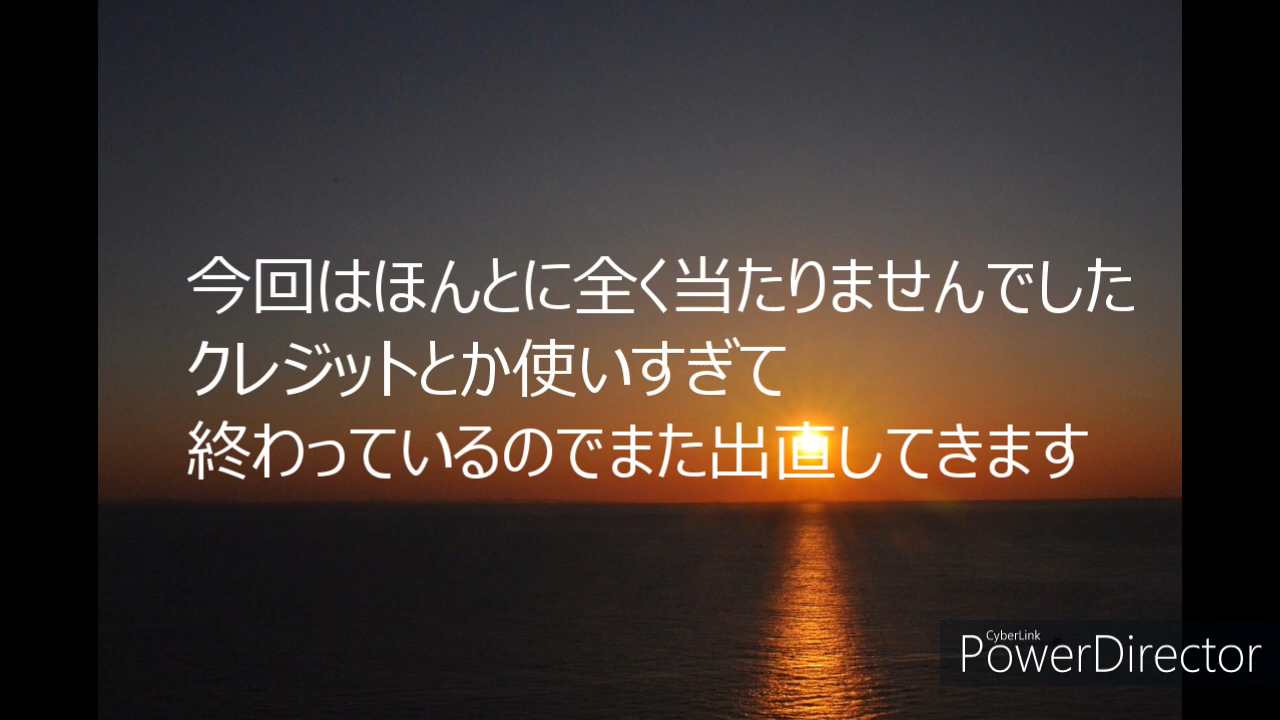 今回はほんとに全く当たりませんでした
クレジットとか使いすぎて
終わっているのでまた出直してきます
CyberLink
PowerDirector